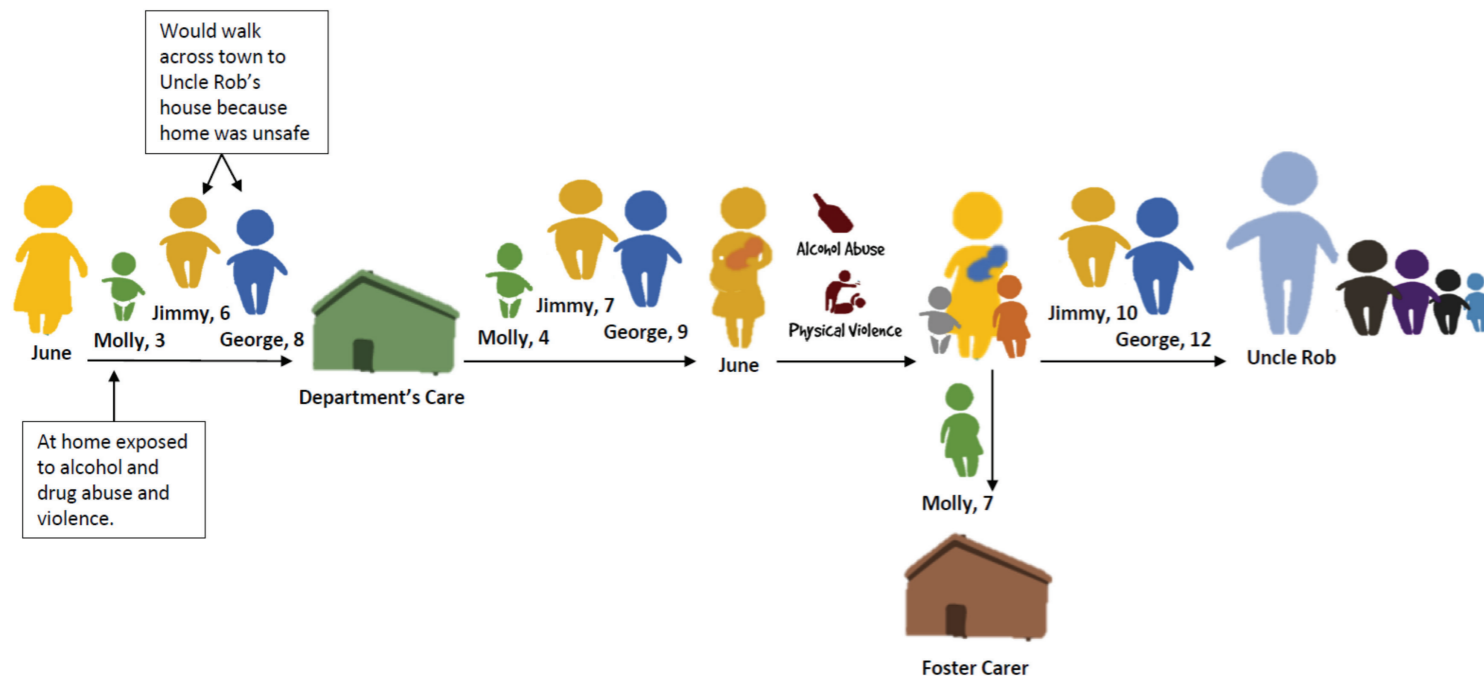 Would walk
across town to
Uncle Rob's
house because
home was unsafe
June
Molly, 3
Jimmy, 6
George, 8
At home exposed
to alcohol and
drug abuse and
violence.
Department's Care
Molly, 4
Jimmy, 7
George, 9
June
Alcohol Abuse
Physical Violence
Molly, 7
Foster Carer
Jimmy, 10
George, 12
Uncle Rob